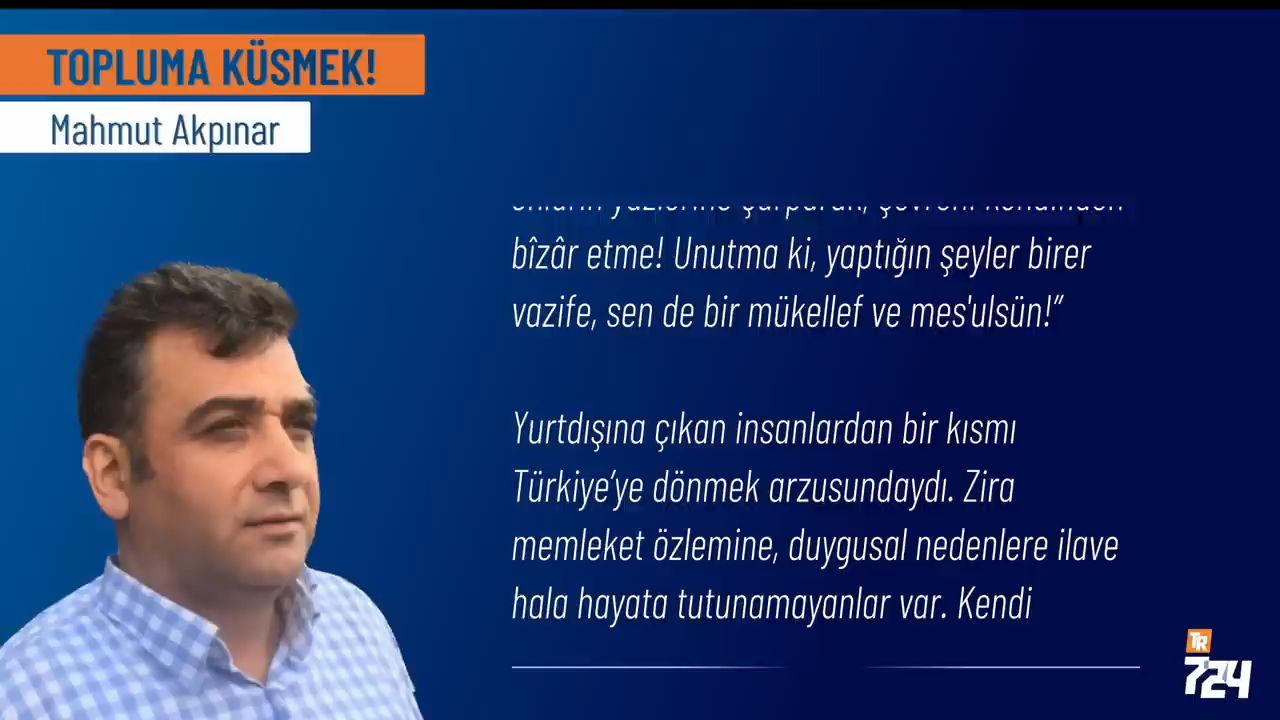 TOPLUMA KÜSMEK!
Mahmut Akpınar
bîzâr etme! Unutma ki, yaptığın şeyler birer
vazife, sen de bir mükellef ve mes'ulsün!”
Yurtdışına çıkan insanlardan bir kısmı
Türkiye’ye dönmek arzusundaydı. Zira
memleket özlemine, duygusal nedenlere ilave
hala hayata tutunamayanlar var. Kendi
TR
724